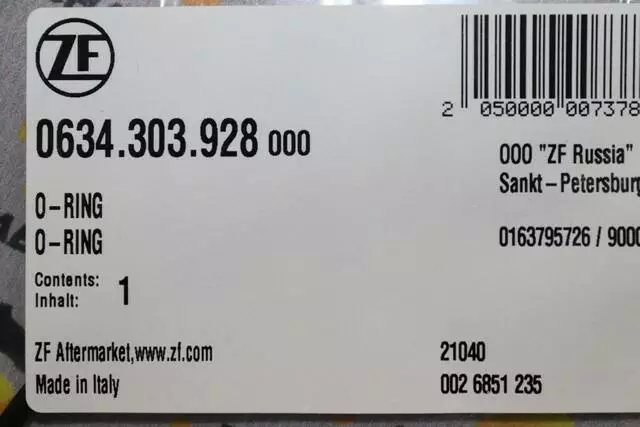 ZF
0634.303.928 000
2 050000 007378
O-RING
O-RING
OOO "ZF Russia"
Sankt-Petersburg
0163795726 / 9000
Contents:
Inhalt: 1
ZF Aftermarket,www.zf.com
Made in Italy
21040
002 6851 235